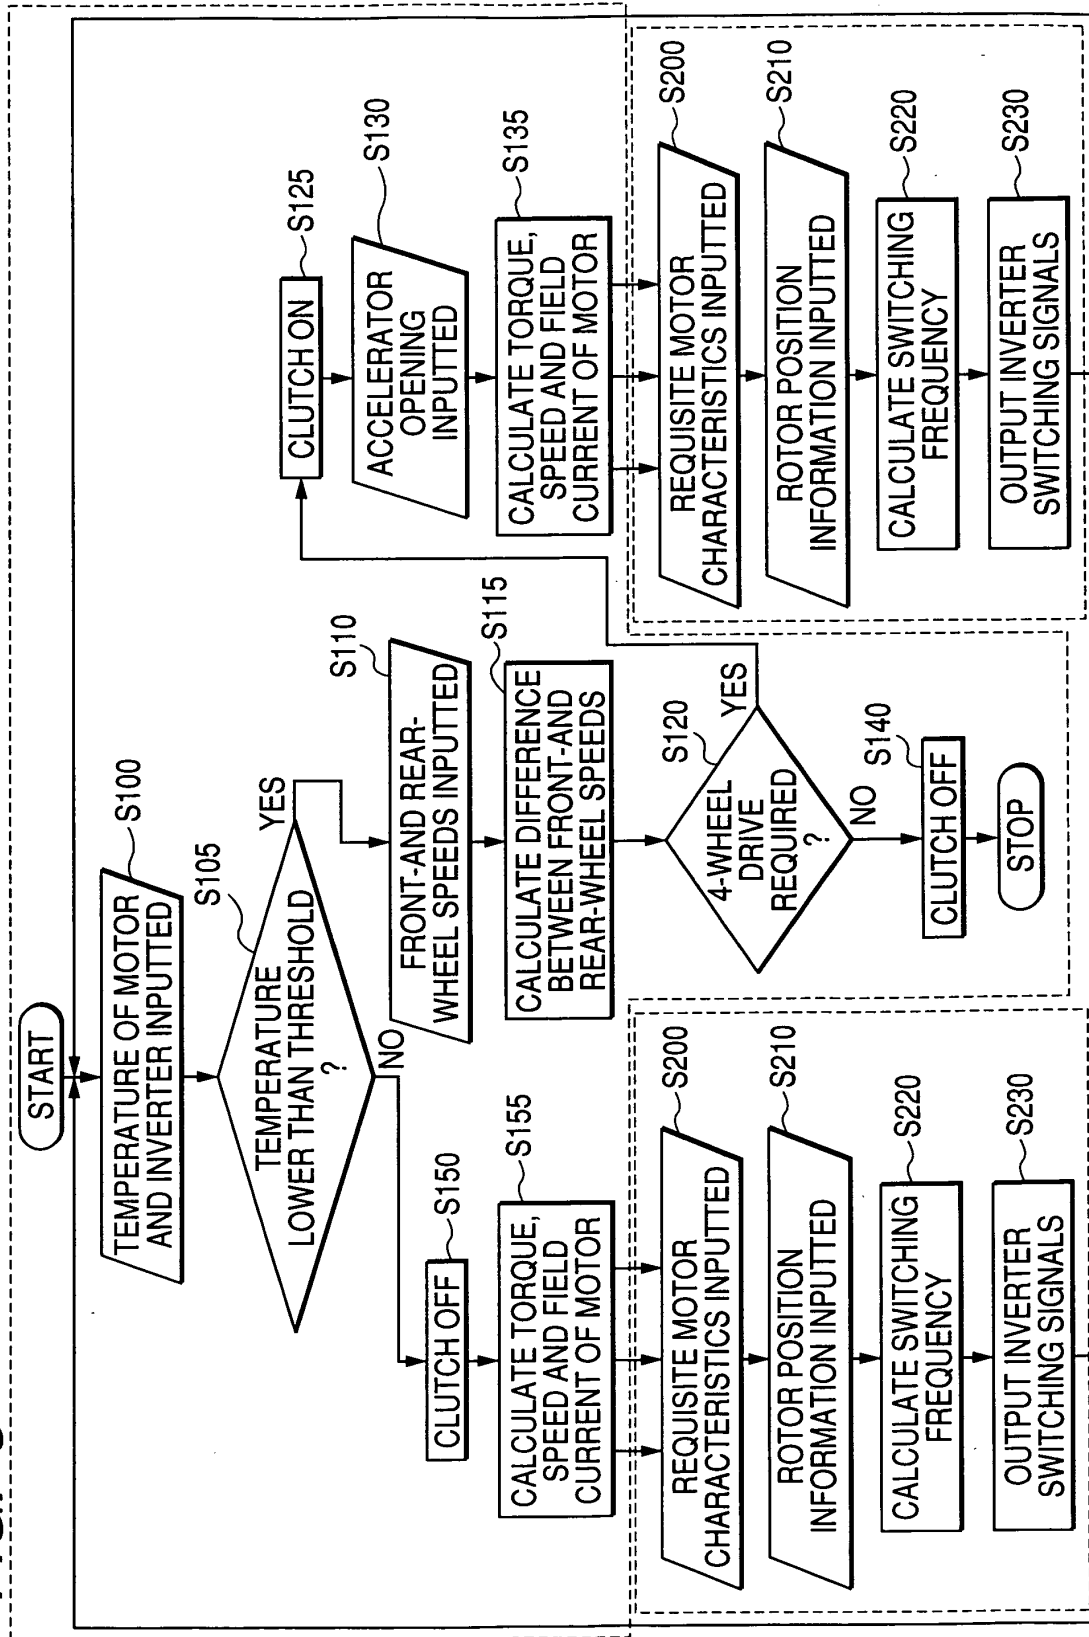 START
TEMPERATURE OF MOTOR
AND INVERTER INPUTTED
S100
TEMPERATURE
LOWER THAN THRESHOLD
?
S105
YES
NO
CLUTCH OFF
S150
CALCULATE TORQUE,
SPEED AND FIELD
CURRENT OF MOTOR
S155
REQUISITE MOTOR
CHARACTERISTICS INPUTTED
S200
ROTOR POSITION
INFORMATION INPUTTED
S210
CALCULATE SWITCHING
FREQUENCY
S220
OUTPUT INVERTER
SWITCHING SIGNALS
S230
FRONT-AND REAR-
WHEEL SPEEDS INPUTTED
S110
CALCULATE DIFFERENCE
BETWEEN FRONT-AND
REAR-WHEEL SPEEDS
S115
4-WHEEL
DRIVE
REQUIRED
?
S120
YES
NO
CLUTCH OFF
S140
STOP
CLUTCH ON
S125
ACCELERATOR
OPENING
INPUTTED
S130
CALCULATE TORQUE,
SPEED AND FIELD
CURRENT OF MOTOR
S135
REQUISITE MOTOR
CHARACTERISTICS INPUTTED
S200
ROTOR POSITION
INFORMATION INPUTTED
S210
CALCULATE SWITCHING
FREQUENCY
S220
OUTPUT INVERTER
SWITCHING SIGNALS
S230